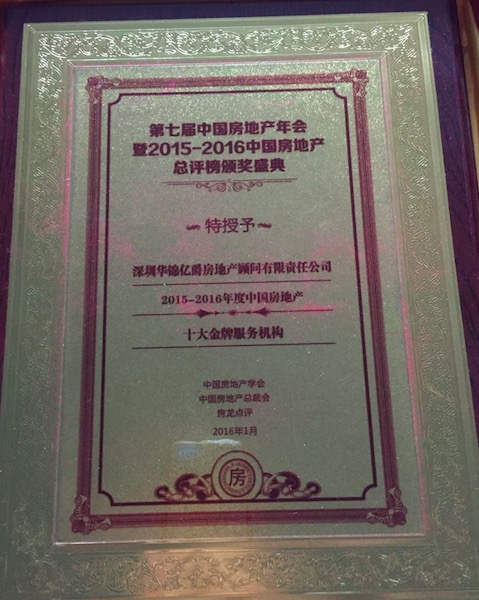 第七届中国房地产年会
暨2015-2016中国房地产
总评榜颁奖盛典
特授予
深圳华锦亿爵房地产顾问有限责任公司
2015-2016年度中国房地产
十大金牌服务机构
中国房地产学会
中国房地产总裁会
房龙点评
2016年1月
房